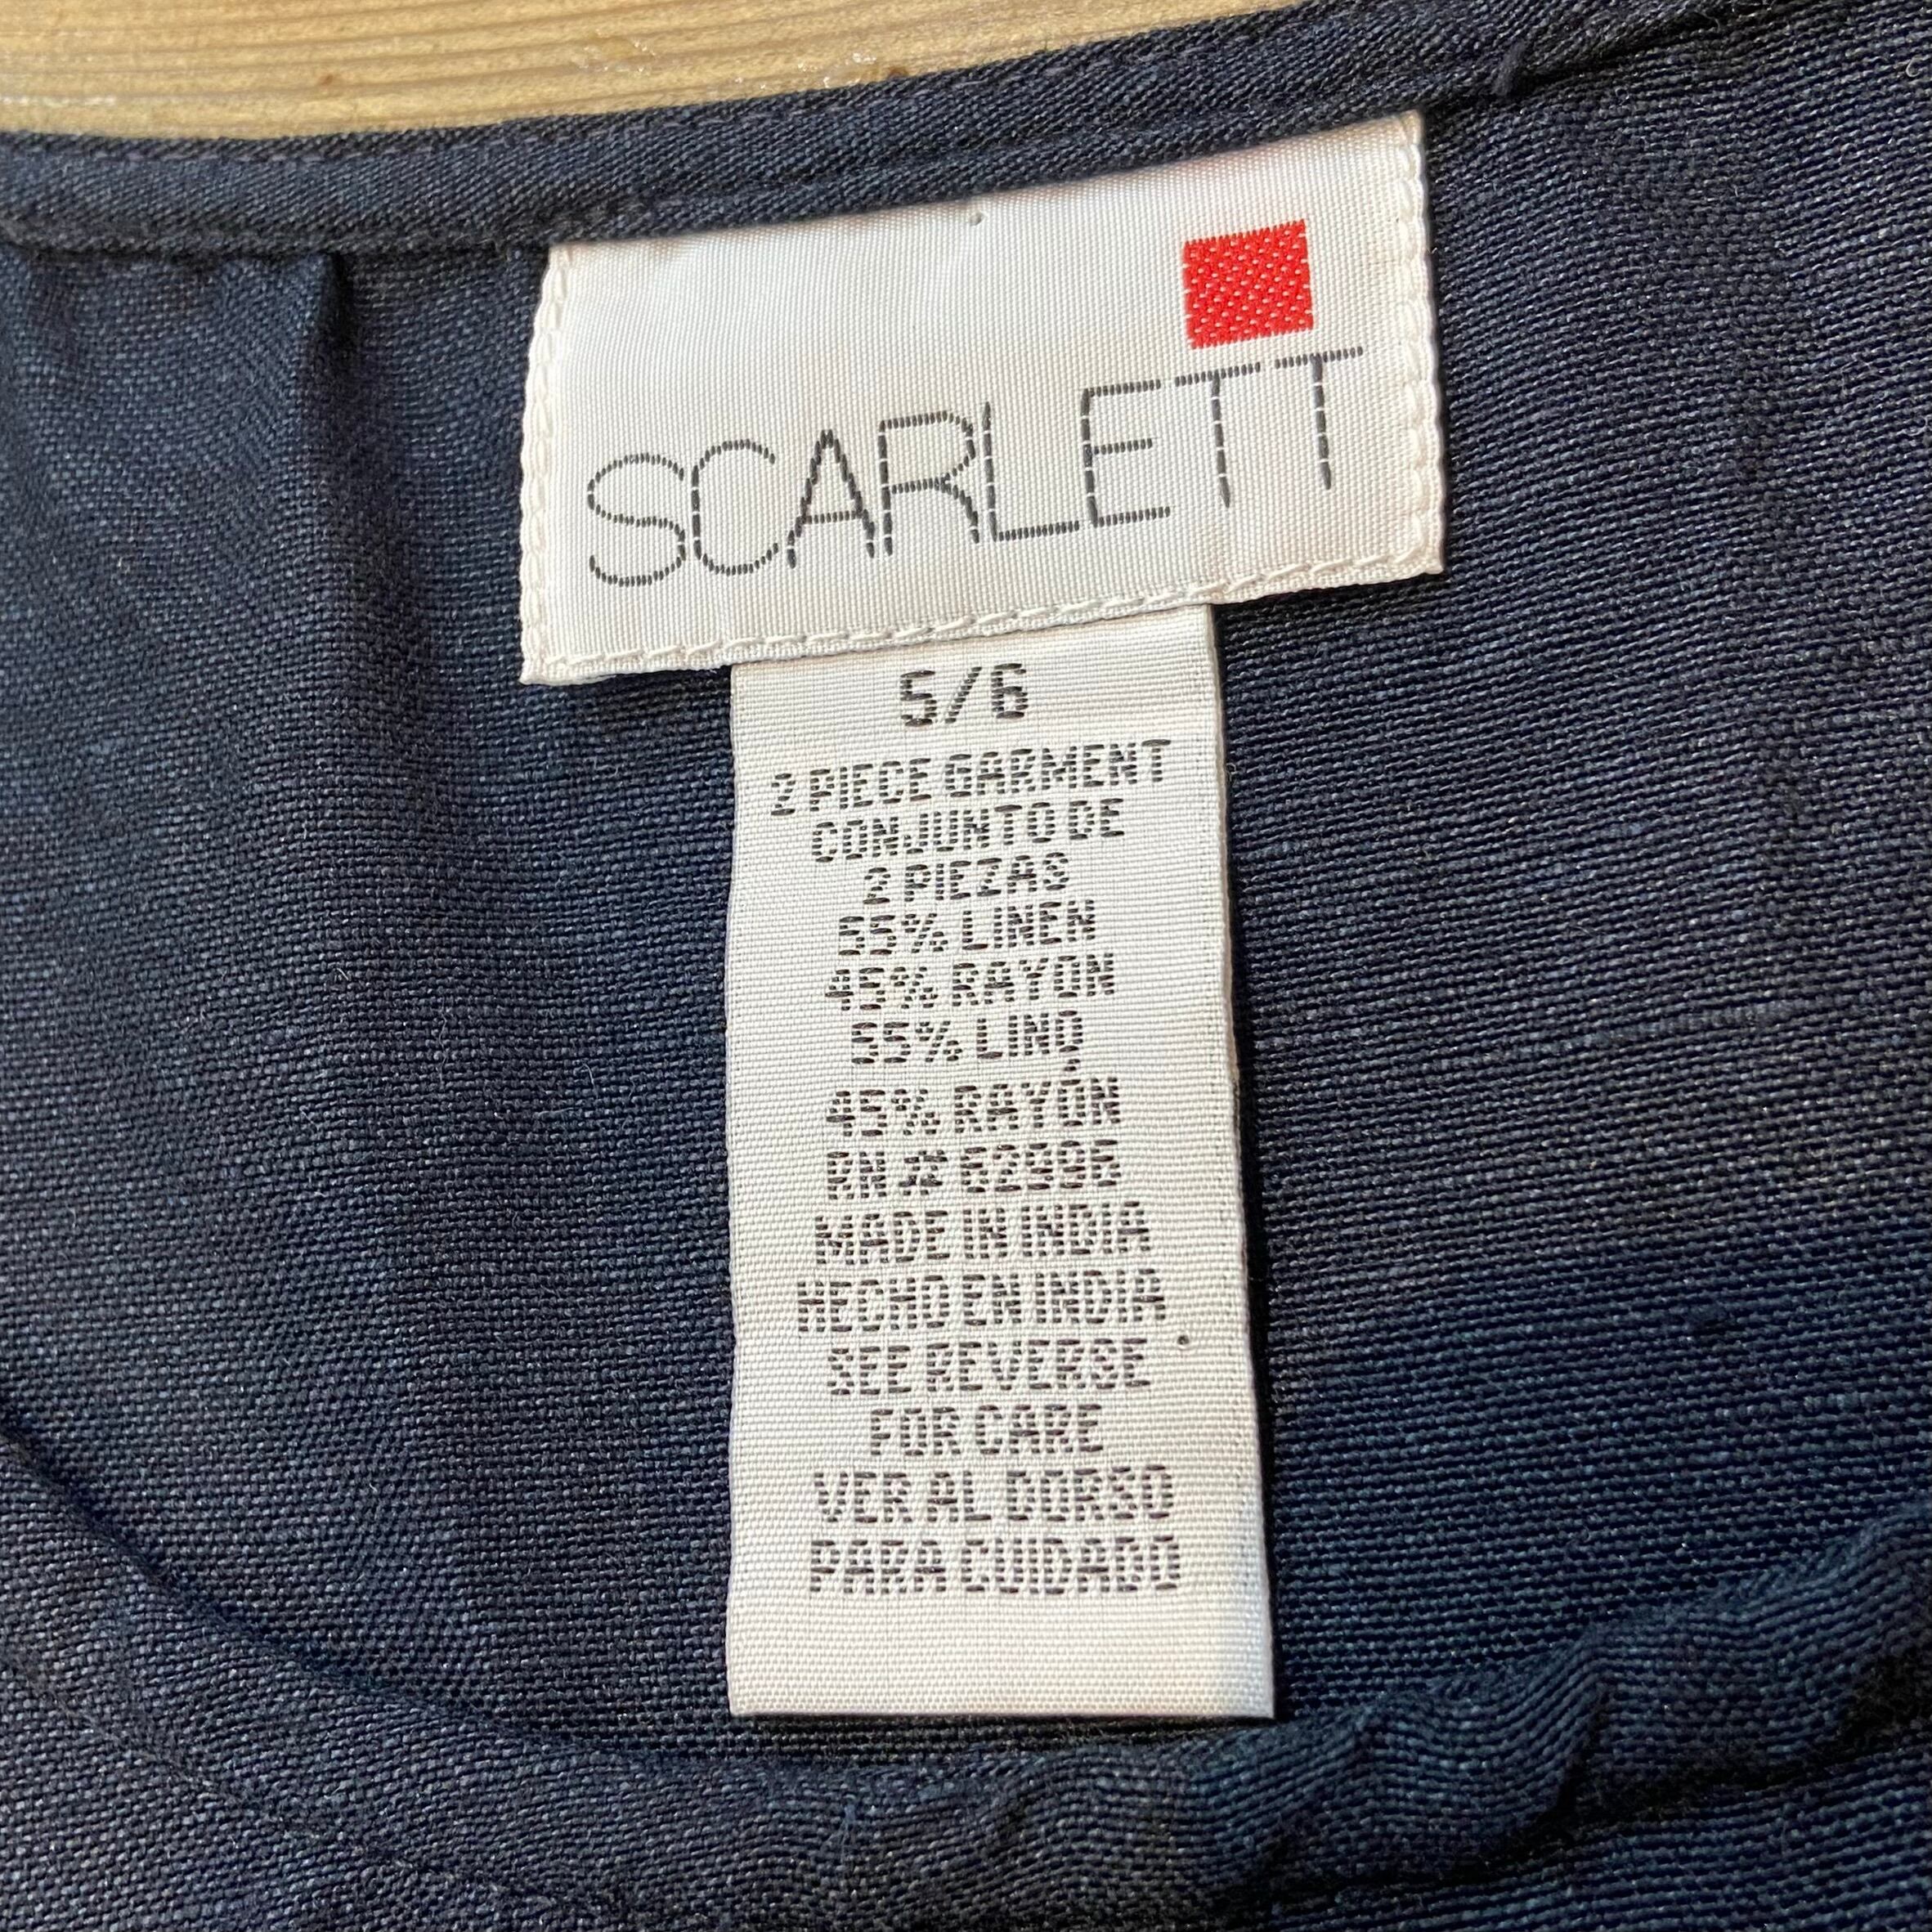 SCARLETT
5/6
2 PIECE GARMENT
CONJUNTO DE
2 PIEZAS
55% LINEN
45% RAYON
55% LINO
45% RAYÓN
RN # 62996
MADE IN INDIA
HECHO EN INDIA
SEE REVERSE
FOR CARE
VER AL DORSO
PARA CUIDADO